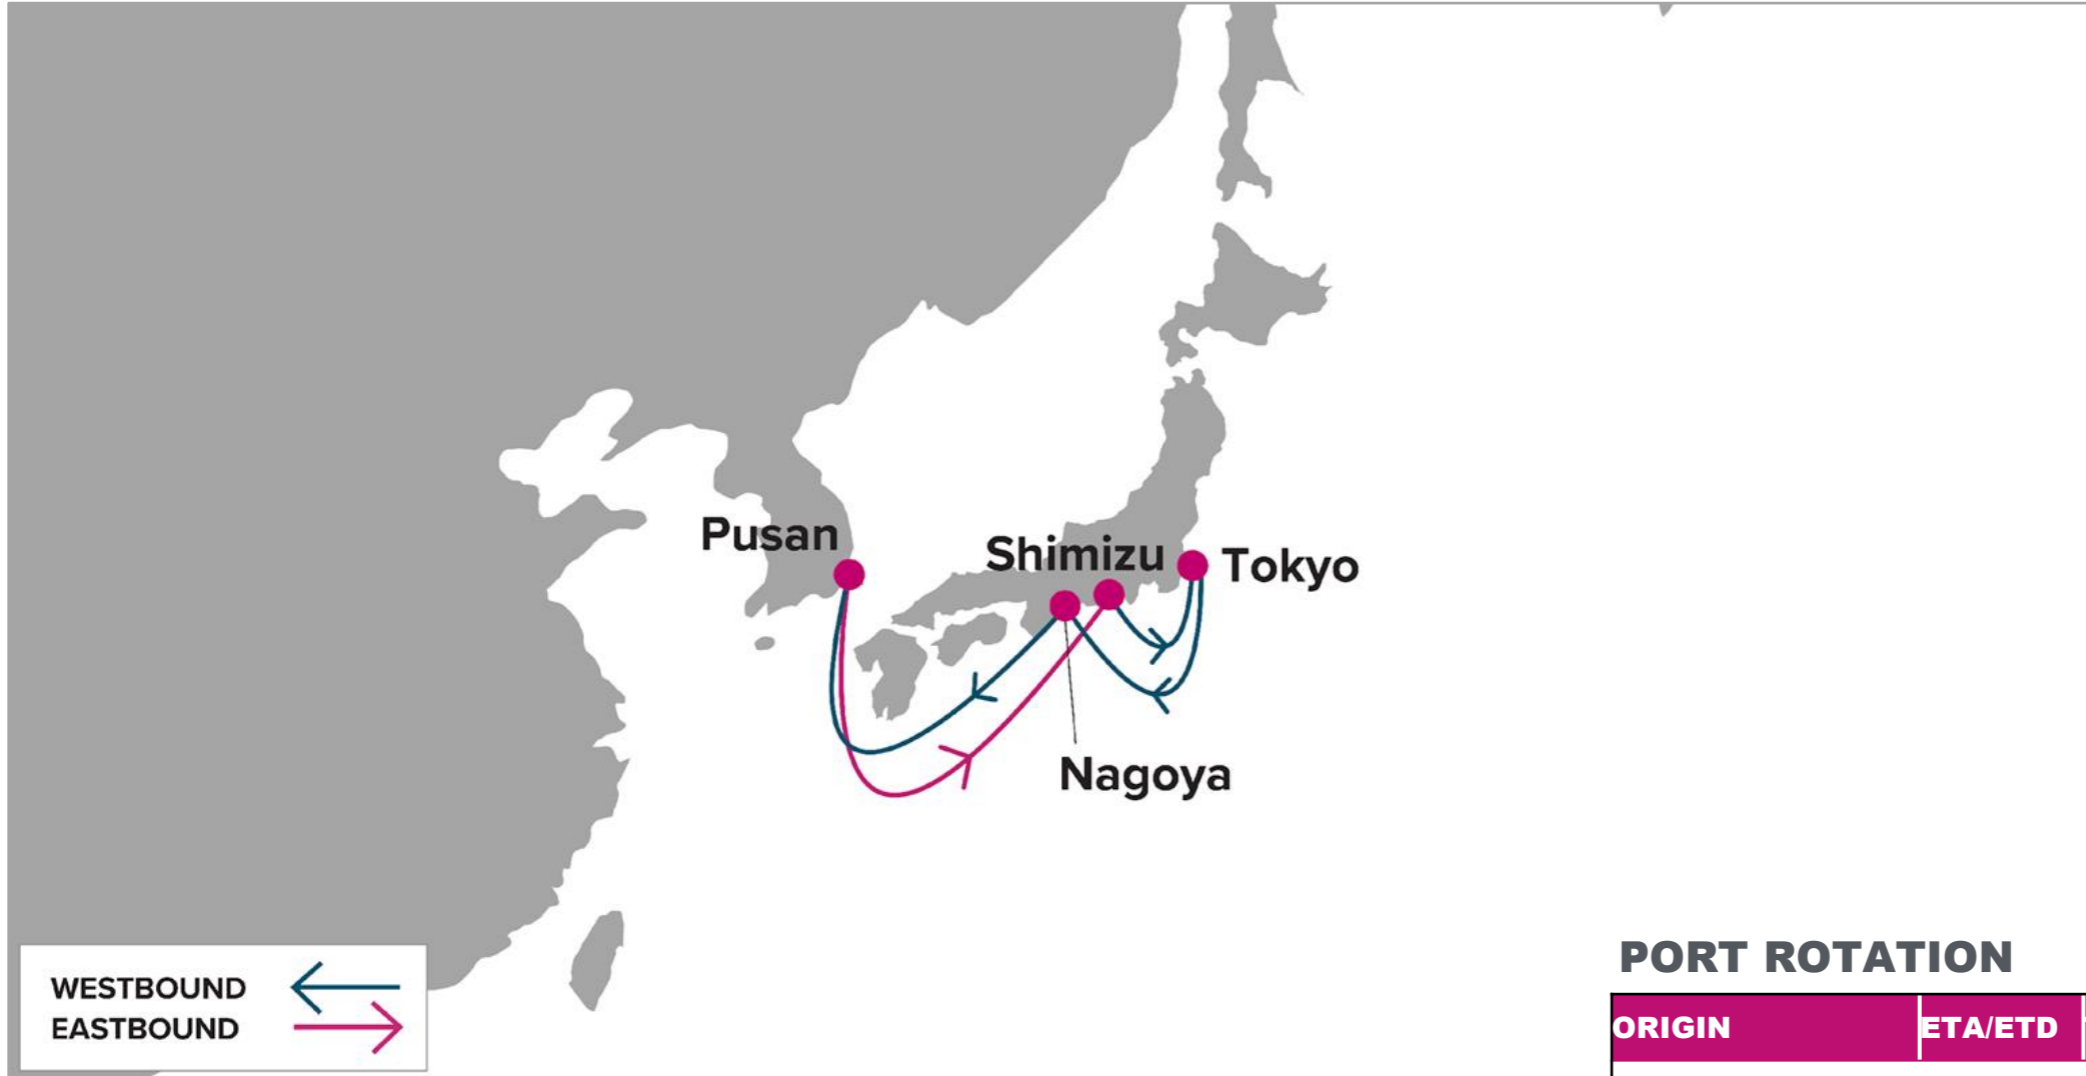 Pusan
Shimizu
Tokyo
Nagoya
WESTBOUND
EASTBOUND
PORT ROTATION
ORIGIN ETA/ETD